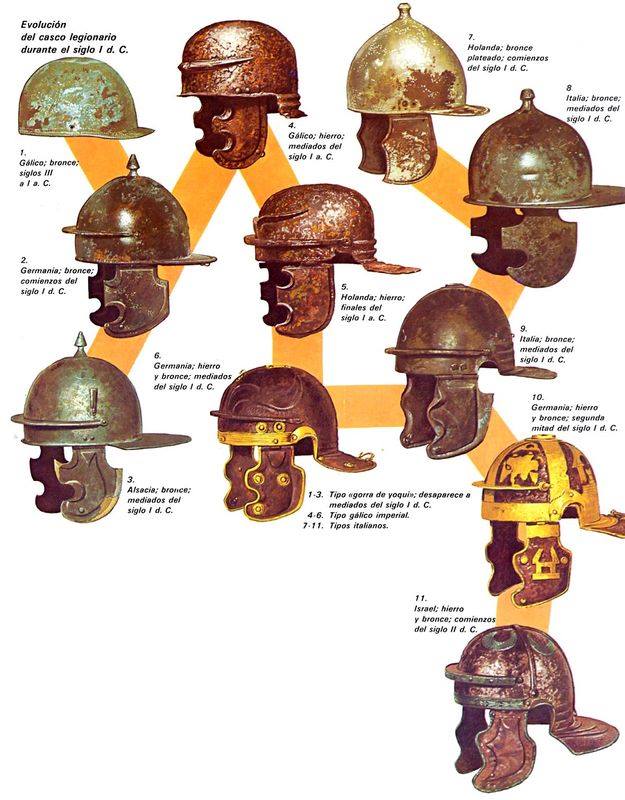 Evolución
del casco legionario
durante el siglo I d. C.
1.
Gálico; bronce;
siglos III
a I a. C.
2.
Germania; bronce;
comienzos del
siglo I d. C.
3.
Alsacia; bronce;
mediados del
siglo I d. C.
4.
Gálico; hierro;
mediados del
siglo I a. C.
5.
Holanda; hierro;
finales del
siglo I a. C.
6.
Germania; hierro
y bronce; mediados
del siglo I d. C.
7.
Holanda; bronce
plateado; comienzos
del siglo I d. C.
8
Italia; bronce;
mediados del
siglo I d. C.
9.
Italia; bronce;
mediados del
siglo I d. C.
10.
Germania; hierro
y bronce; segunda
mitad del siglo I d. C.
11.
Israel; hierro
y bronce; comienzos
del siglo II d. C.
1-3. Tipo «gorra de yoqui»; desaparece a
mediados del siglo I d. C.
4-6. Tipo gálico imperial.
7-11. Tipos italianos.